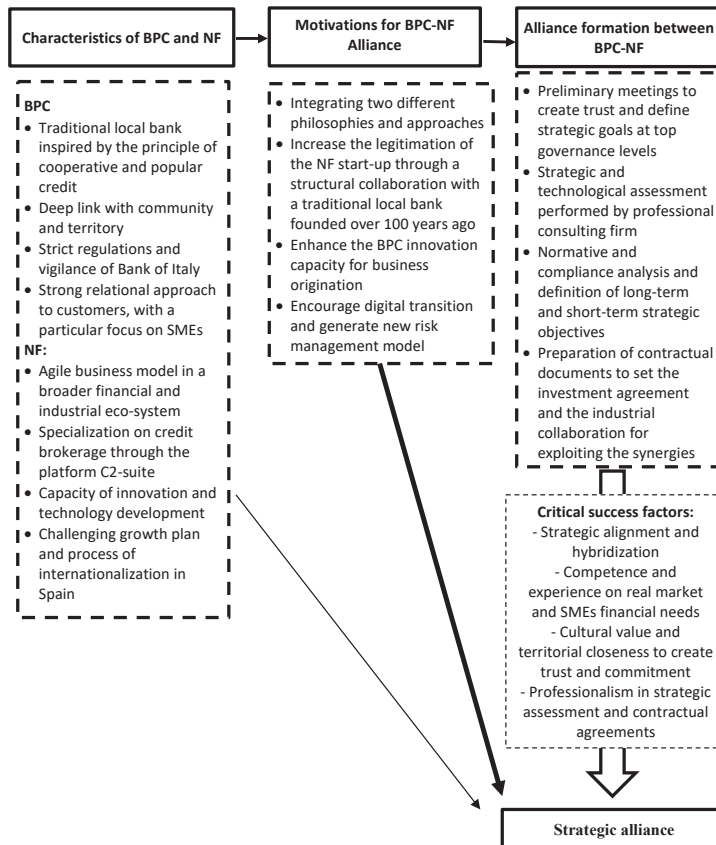 Characteristics of BPC and NF
Motivations for BPC-NF
Alliance
Alliance formation between
BPC-NF
BPC
• Traditional local bank
inspired by the principle of
cooperative and popular
credit
• Deep link with community
and territory
• Strict regulations and
vigilance of Bank of Italy
• Strong relational approach
to customers, with a
particular focus on SMEs
NF:
• Agile business model in a
broader financial and
industrial eco-system
• Specialization on credit
brokerage through the
platform C2-suite
• Capacity of innovation and
technology development
• Challenging growth plan
and process of
internationalization in
Spain
• Integrating two different
philosophies and approaches
• Increase the legitimation of
the NF start-up through a
structural collaboration with
a traditional local bank
founded over 100 years ago
• Enhance the BPC innovation
capacity for business
origination
• Encourage digital transition
and generate new risk
management model
• Preliminary meetings to
create trust and define
strategic goals at top
governance levels
• Strategic and
technological assessment
performed by professional
consulting firm
• Normative and
compliance analysis and
definition of long-term
and short-term strategic
objectives
• Preparation of contractual
documents to set the
investment agreement
and the industrial
collaboration for
exploiting the synergies
Critical success factors:
- Strategic alignment and
hybridization
- Competence and
experience on real market
and SMEs financial needs
- Cultural value and
territorial closeness to create
trust and commitment
- Professionalism in strategic
assessment and contractual
agreements
Strategic alliance